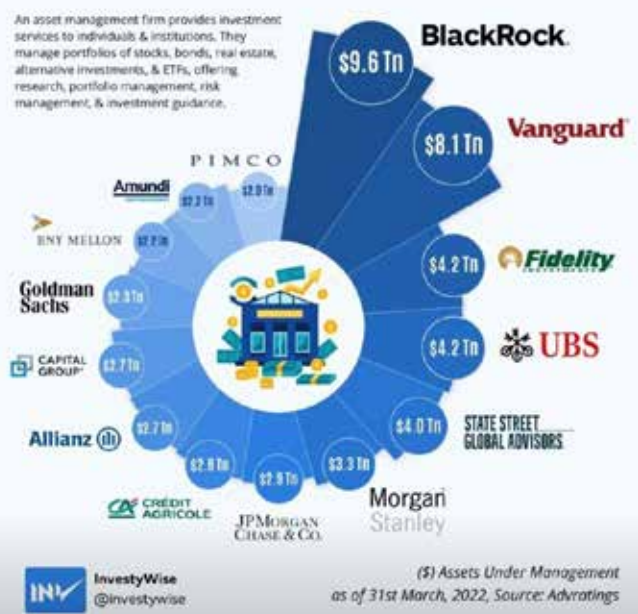 An asset management firm provides investment
services to individuals & institutions. They
manage portfolios of stocks, bonds, real estate,
alternative investments, & ETFs, offering
research, portfolio management, risk
management, & investment guidance.
$9.6 Tn
BlackRock.
$8.1 Tn
Vanguard
$4.2 Tn
Fidelity
INVESTMENTS
$4.2 Tn
UBS
$4.0 Tn
STATE STREET
GLOBAL ADVISORS
$3.3 Tn
Morgan
Stanley
JPMORGAN
CHASE & CO.
CRÉDIT
AGRICOLE
$2.7 Tn
Allianz
$2.7 Tn
CAPITAL
GROUP
Goldman
Sachs
BNY MELLON
Amundi
PIMCO
INV
InvestyWise
@investywise
($) Assets Under Management
as of 31st March, 2022, Source: Advratings